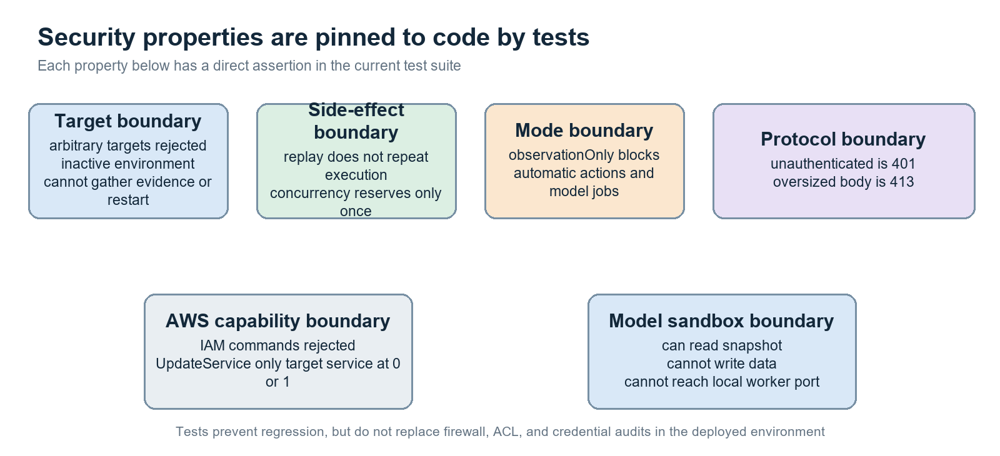 Security properties are pinned to code by tests
Each property below has a direct assertion in the current test suite
Target boundary
arbitrary targets rejected
inactive environment
cannot gather evidence or
restart
Side-effect
boundary
replay does not repeat
execution
concurrency reserves only
once
Mode boundary
observationOnly blocks
automatic actions and
model jobs
Protocol boundary
unauthenticated is 401
oversized body is 413
AWS capability boundary
IAM commands rejected
UpdateService only target service at 0
or 1
Model sandbox boundary
can read snapshot
cannot write data
cannot reach local worker port
Tests prevent regression, but do not replace firewall, ACL, and credential audits in the deployed environment